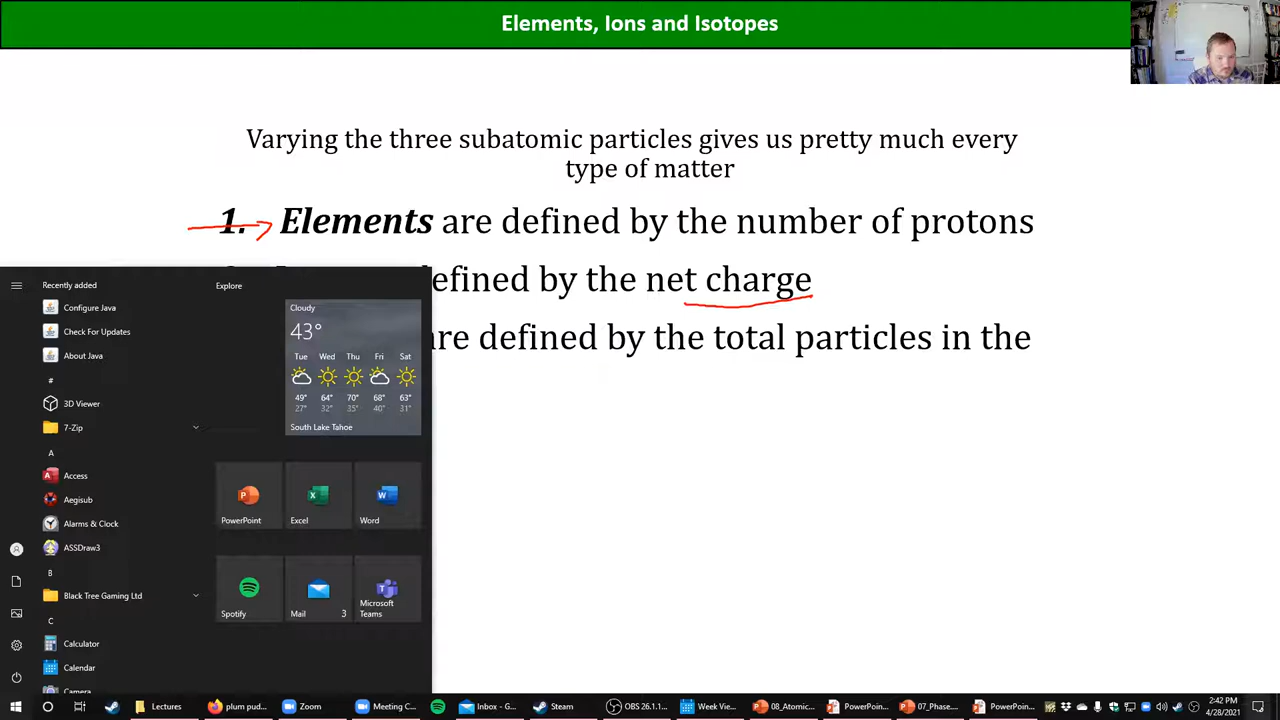 Elements, Ions and Isotopes
Varying the three subatomic particles gives us pretty much every
type of matter
1. Elements are defined by the number of protons
efined by the net charge
re defined by the total particles in the
Recently added
Configure Java
Check For Updates
About Java
#
3D Viewer
7-Zip
A
Access
Aegisub
Alarms & Clock
ASSDraw3
B
Black Tree Gaming Ltd
C
Calculator
Calendar
Camera
Explore
Cloudy
43°
Tue Wed Thu Fri Sat
49° 64° 70° 68° 63°
27° 32° 35° 40° 31°
South Lake Tahoe
PowerPoint Excel Word
Spotify Mail 3 Microsoft
Teams
Lectures plum pud... Zoom Meeting C... Inbox - G... Steam OBS 26.1.1... Week Vie... 08_Atomic... PowerPoin... 07_Phase.... PowerPoin...
2:42 PM
4/28/2021